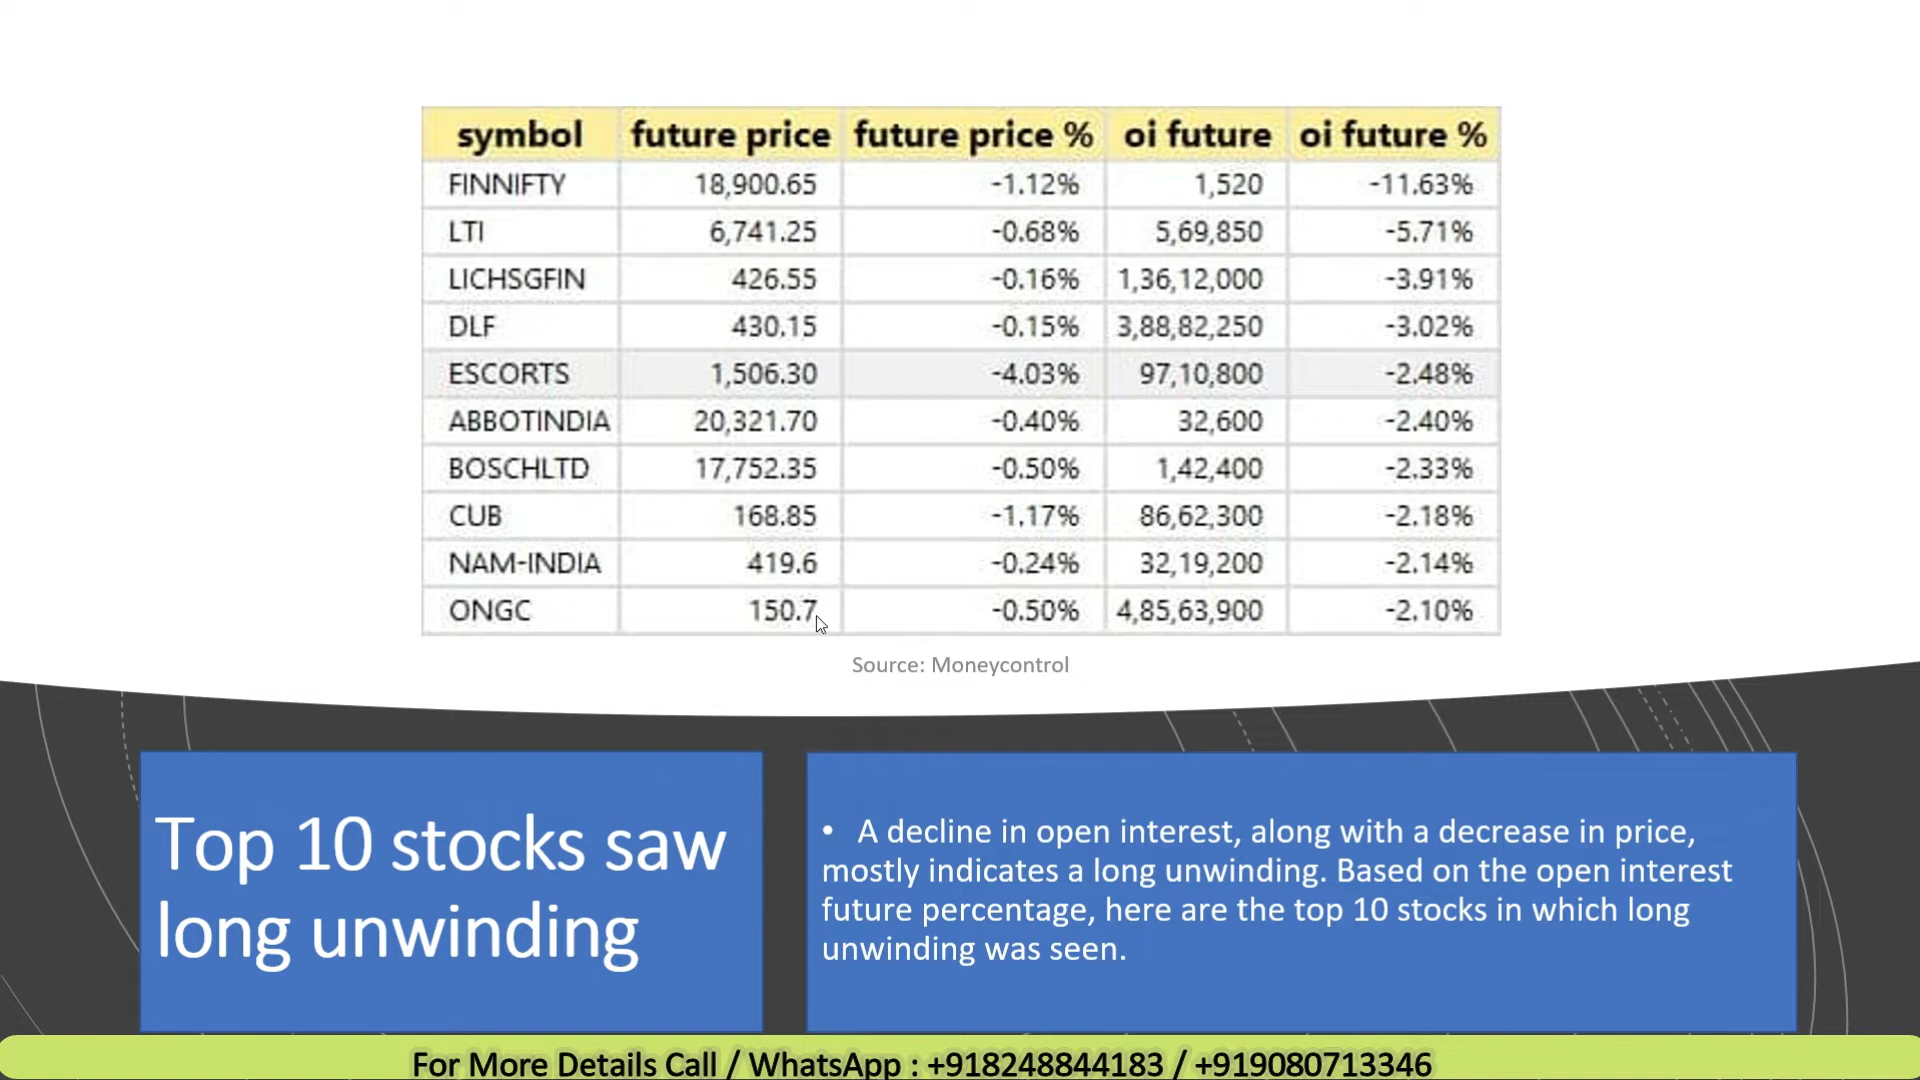 symbol future price future price % oi future oi future %
FINNIFTY 18,900.65 -1.12% 1,520 -11.63%
LTI 6,741.25 -0.68% 5,69,850 -5.71%
LICHSGFIN 426.55 -0.16% 1,36,12,000 -3.91%
DLF 430.15 -0.15% 3,88,82,250 -3.02%
ESCORTS 1,506.30 -4.03% 97,10,800 -2.48%
ABBOTINDIA 20,321.70 -0.40% 32,600 -2.40%
BOSCHLTD 17,752.35 -0.50% 1,42,400 -2.33%
CUB 168.85 -1.17% 86,62,300 -2.18%
NAM-INDIA 419.6 -0.24% 32,19,200 -2.14%
ONGC 150.7 -0.50% 4,85,63,900 -2.10%
Source: Moneycontrol
Top 10 stocks saw
long unwinding
• A decline in open interest, along with a decrease in price,
mostly indicates a long unwinding. Based on the open interest
future percentage, here are the top 10 stocks in which long
unwinding was seen.
For More Details Call / WhatsApp : +918248844183 / +919080713346